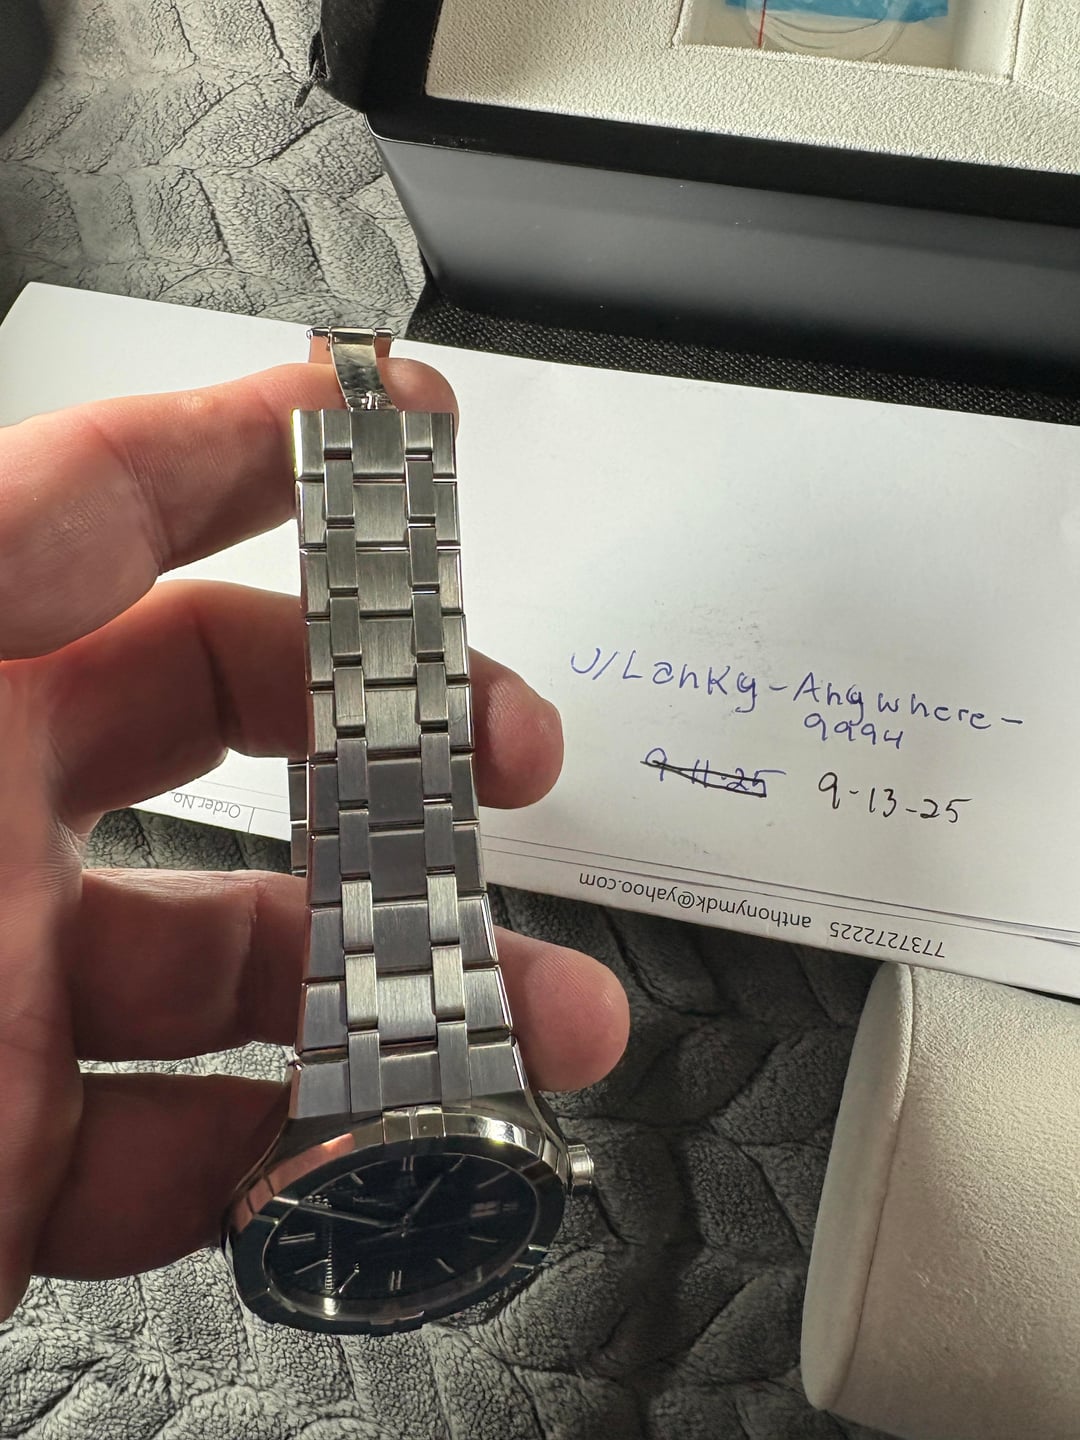 U/Lanky-Anywhere-
9994
9-11-25 9-13-25
Order No.
7737272225 anthonymdk@yahoo.com